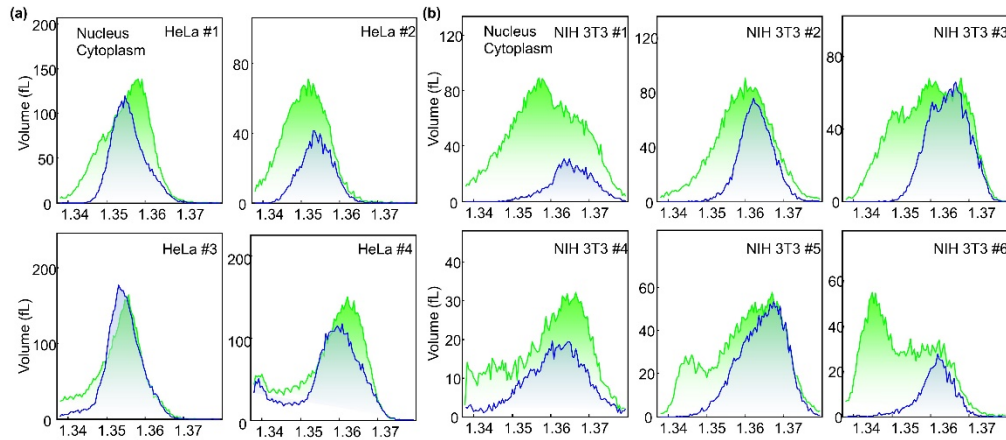 (a)
Nucleus
Cytoplasm
HeLa #1
Volume (fL)
200
150
100
50
0
1.34 1.35 1.36 1.37
HeLa #2
80
40
0
1.34 1.35 1.36 1.37
(b)
Nucleus
Cytoplasm
NIH 3T3 #1
Volume (fL)
120
80
40
0
1.34 1.35 1.36 1.37
NIH 3T3 #2
130
120
80
40
0
1.34 1.35 1.36 1.37
NIH 3T3 #3
80
40
0
1.34 1.35 1.36 1.37
HeLa #3
Volume (fL)
200
100
0
1.34 1.35 1.36 1.37
HeLa #4
200
100
0
1.34 1.35 1.36 1.37
NIH 3T3 #4
Volume (fL)
40
30
20
10
0
1.34 1.35 1.36 1.37
NIH 3T3 #5
80
60
40
20
0
1.34 1.35 1.36 1.37
NIH 3T3 #6
60
40
20
0
1.34 1.35 1.36 1.37